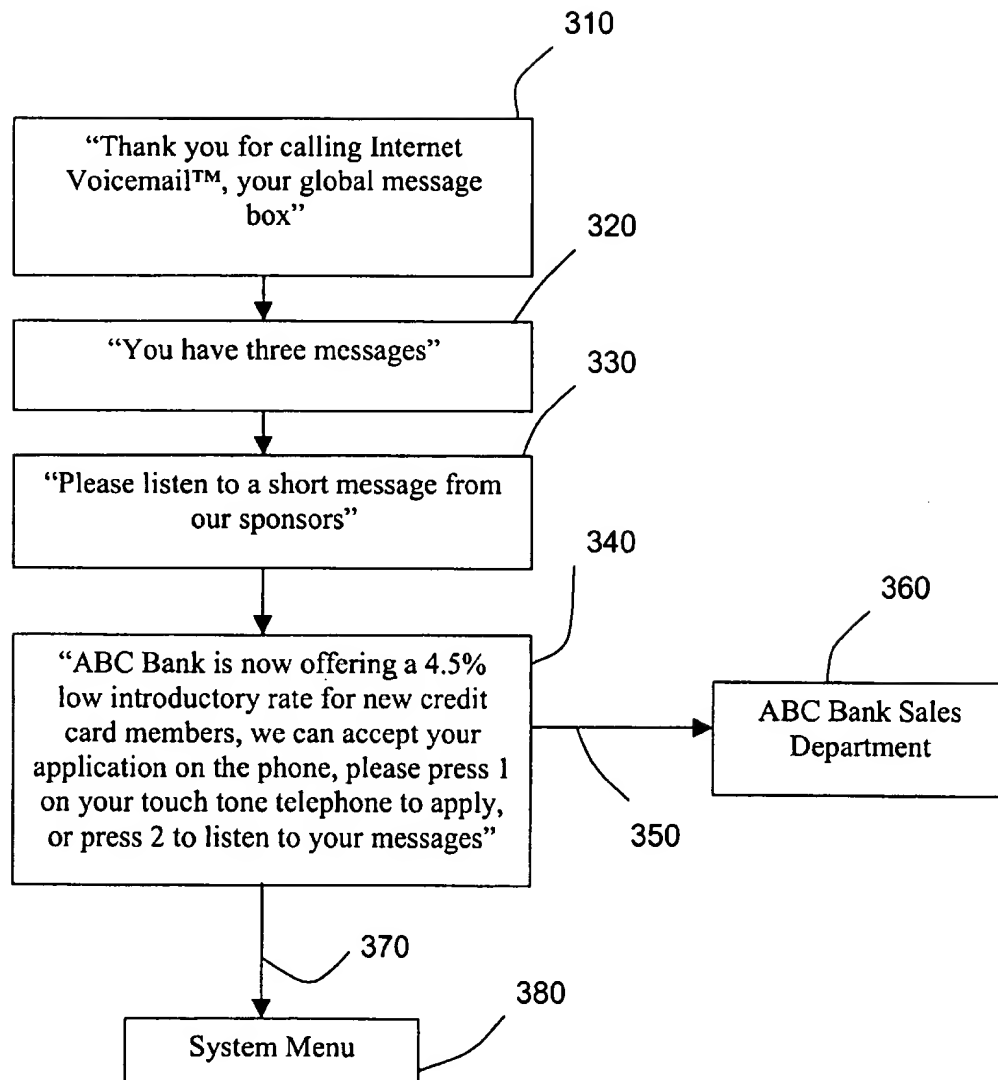 310
“Thank you for calling Internet
Voicemail™, your global message
box”
320
“You have three messages”
330
“Please listen to a short message from
our sponsors”
340
“ABC Bank is now offering a 4.5%
low introductory rate for new credit
card members, we can accept your
application on the phone, please press 1
on your touch tone telephone to apply,
or press 2 to listen to your messages”
350
360
ABC Bank Sales
Department
370
380
System Menu